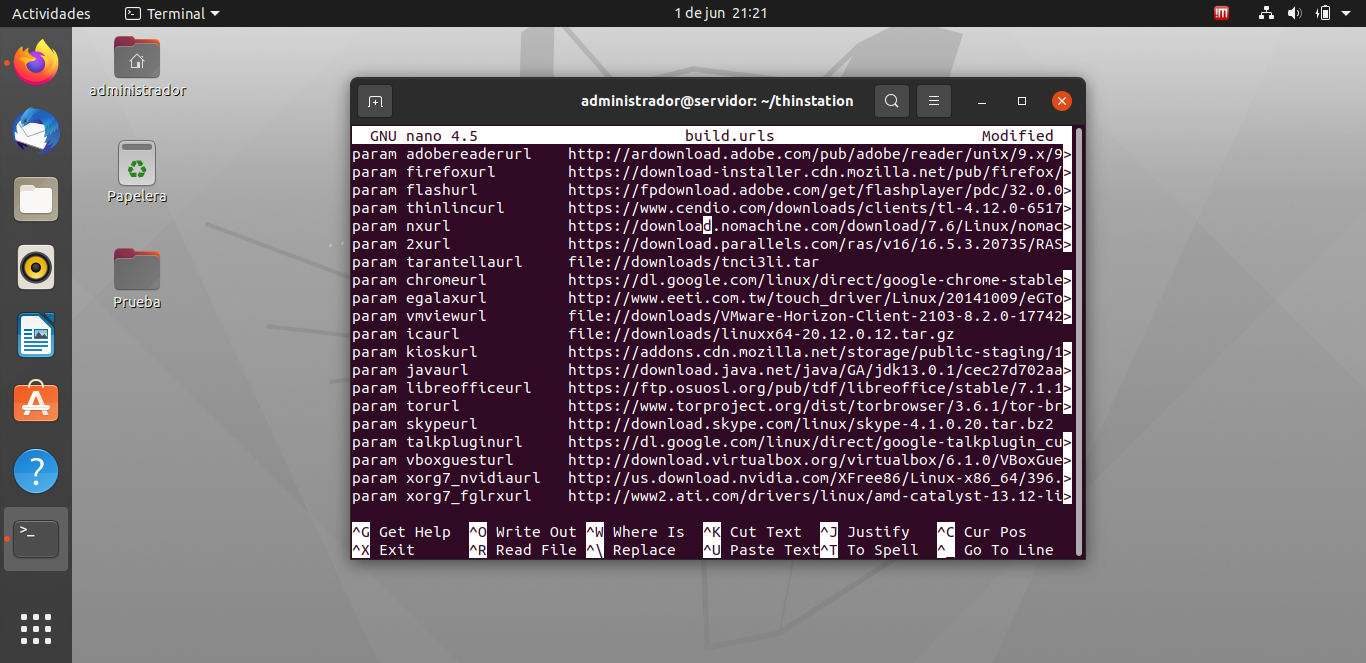 Actividades
Terminal
1 de jun 21:21
administrador
Papelera
Prueba
administrador@servidor: ~/thinstation
GNU nano 4.5 build.urls Modified
param adobereaderurl http://ardownload.adobe.com/pub/adobe/reader/unix/9.x/9>
param firefoxurl https://download-installer.cdn.mozilla.net/pub/firefox/>
param flashurl https://fpdownload.adobe.com/get/flashplayer/pdc/32.0.0>
param thinlincurl https://www.cendio.com/downloads/clients/tl-4.12.0-6517>
param nxurl https://download.nomachine.com/download/7.6/Linux/nomac>
param 2xurl https://download.parallels.com/ras/v16/16.5.3.20735/RAS>
param tarantellaurl file://downloads/tnci3li.tar
param chromeurl https://dl.google.com/linux/direct/google-chrome-stable>
param egalaxurl http://www.eeti.com.tw/touch_driver/Linux/20141009/eGTo>
param vmviewurl file://downloads/VMware-Horizon-Client-2103-8.2.0-17742>
param icaurl file://downloads/linuxx64-20.12.0.12.tar.gz
param kioskurl https://addons.cdn.mozilla.net/storage/public-staging/1>
param javaurl https://download.java.net/java/GA/jdk13.0.1/cec27d702aa>
param libreofficeurl https://ftp.osuosl.org/pub/tdf/libreoffice/stable/7.1.1>
param torurl https://www.torproject.org/dist/torbrowser/3.6.1/tor-br>
param skypeurl http://download.skype.com/linux/skype-4.1.0.20.tar.bz2
param talkpluginurl https://dl.google.com/linux/direct/google-talkplugin_cu>
param vboxguesturl http://download.virtualbox.org/virtualbox/6.1.0/VBoxGue>
param xorg7_nvidiaurl http://us.download.nvidia.com/XFree86/Linux-x86_64/396.>
param xorg7_fglrxurl http://www2.ati.com/drivers/linux/amd-catalyst-13.12-li>
^G Get Help ^O Write Out ^W Where Is ^K Cut Text ^J Justify ^C Cur Pos
^X Exit ^R Read File ^\ Replace ^U Paste Text ^T To Spell ^_ Go To Line